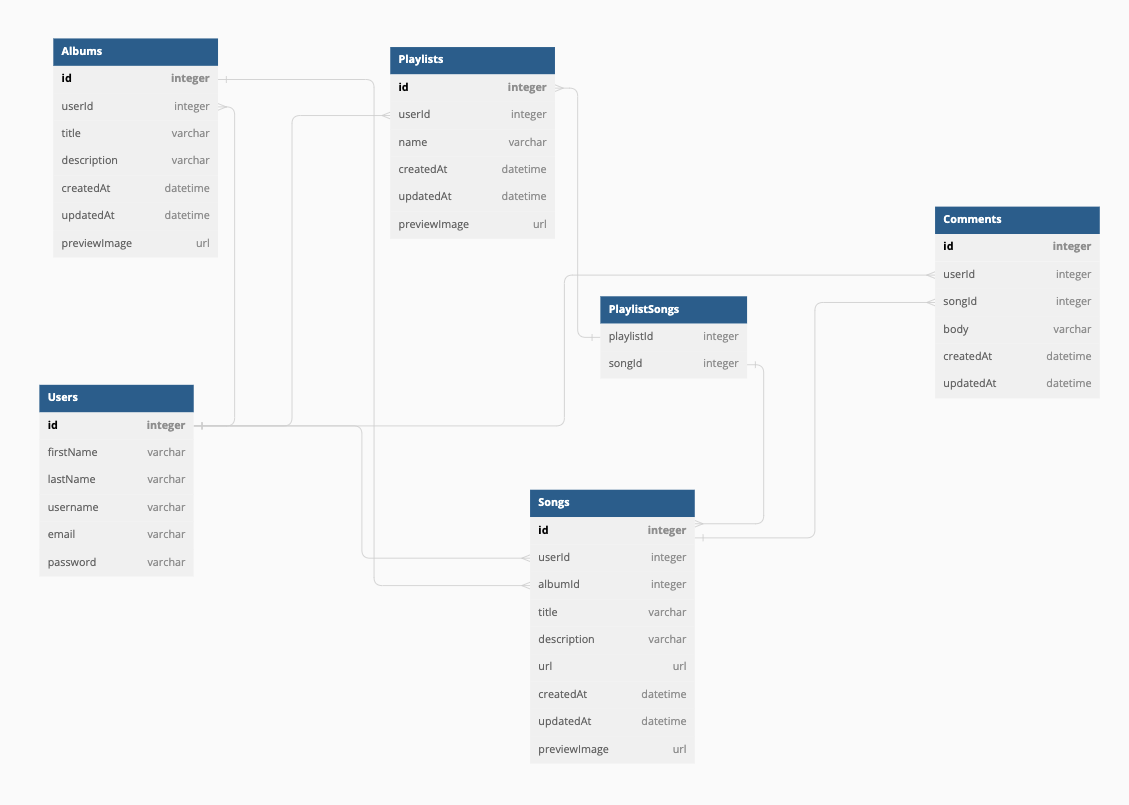 Albums
id integer
userId integer
title varchar
description varchar
createdAt datetime
updatedAt datetime
previewImage url
Playlists
id integer
userId integer
name varchar
createdAt datetime
updatedAt datetime
previewImage url
Comments
id integer
userId integer
songId integer
body varchar
createdAt datetime
updatedAt datetime
PlaylistSongs
playlistId integer
songId integer
Users
id integer
firstName varchar
lastName varchar
username varchar
email varchar
password varchar
Songs
id integer
userId integer
albumId integer
title varchar
description varchar
url url
createdAt datetime
updatedAt datetime
previewImage url